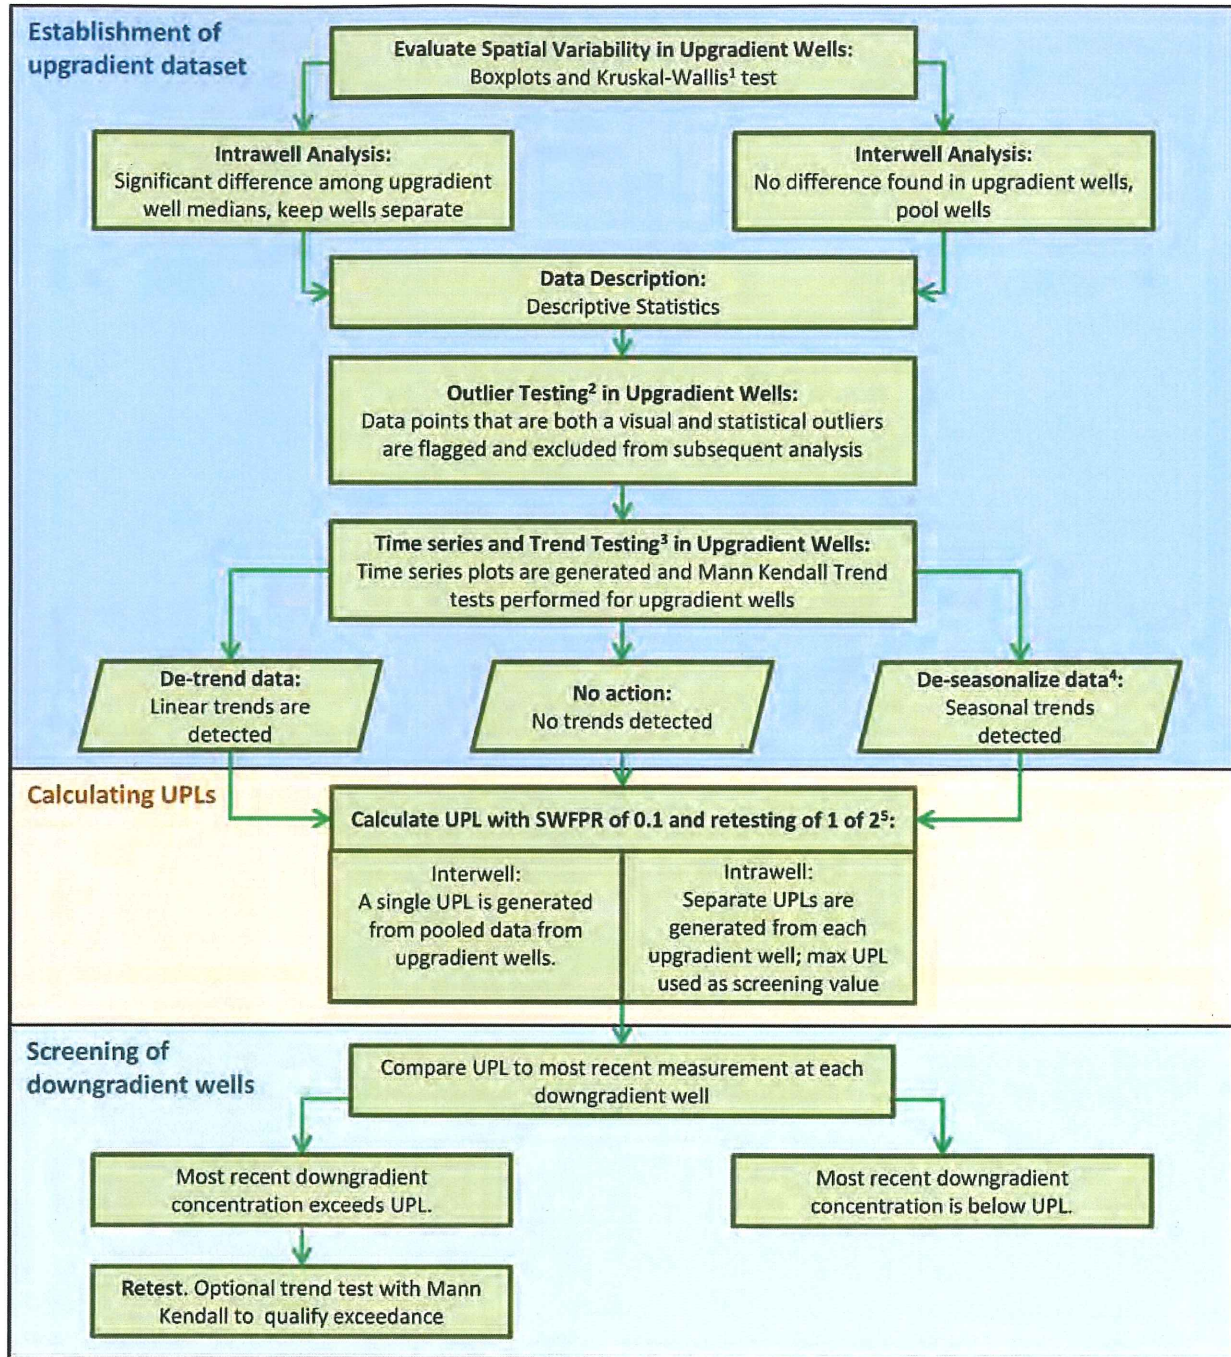 Establishment of
upgradient dataset
Evaluate Spatial Variability in Upgradient Wells:
Boxplots and Kruskal-Wallis¹ test
Intrawell Analysis:
Significant difference among upgradient
well medians, keep wells separate
Interwell Analysis:
No difference found in upgradient wells,
pool wells
Data Description:
Descriptive Statistics
Outlier Testing² in Upgradient Wells:
Data points that are both a visual and statistical outliers
are flagged and excluded from subsequent analysis
Time series and Trend Testing³ in Upgradient Wells:
Time series plots are generated and Mann Kendall Trend
tests performed for upgradient wells
De-trend data:
Linear trends are
detected
No action:
No trends detected
De-seasonalize data⁴:
Seasonal trends
detected
Calculating UPLs
Calculate UPL with SWFPR of 0.1 and retesting of 1 of 2⁵:
Interwell:
A single UPL is generated
from pooled data from
upgradient wells.
Intrawell:
Separate UPLs are
generated from each
upgradient well; max UPL
used as screening value
Screening of
downgradient wells
Compare UPL to most recent measurement at each
downgradient well
Most recent downgradient
concentration exceeds UPL.
Most recent downgradient
concentration is below UPL.
Retest. Optional trend test with Mann
Kendall to qualify exceedance